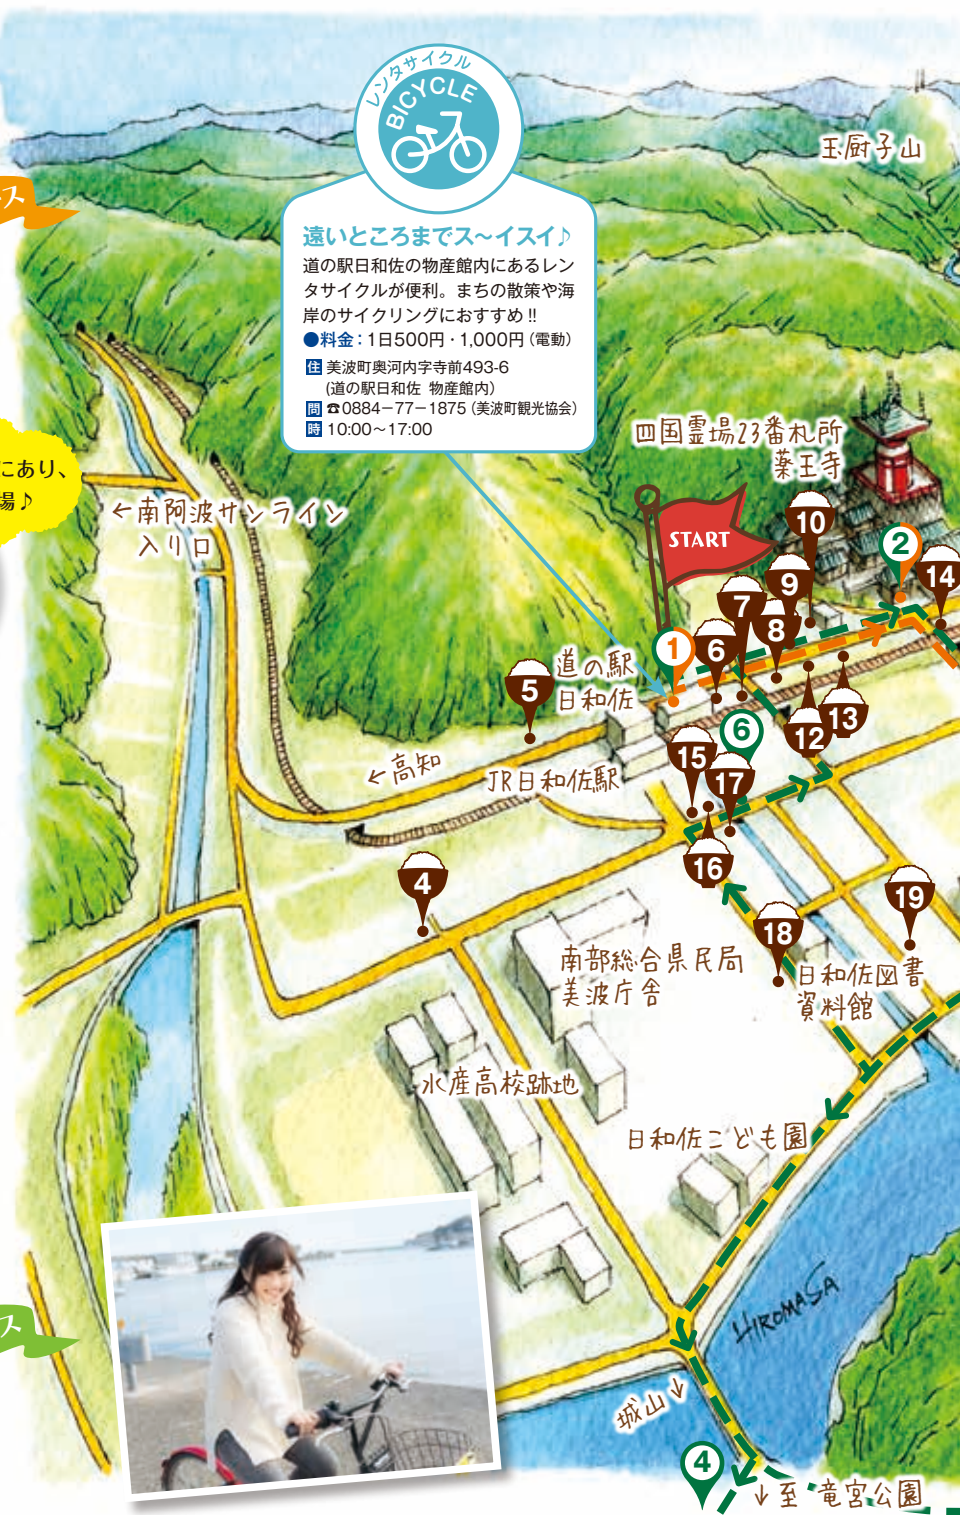 レンタサイクル
BICYCLE
遠いところまでス〜イスイ♪
道の駅日和佐の物産館内にあるレン
タサイクルが便利。まちの散策や海
岸のサイクリングにおすすめ!!
●料金：1日500円・1,000円（電動）
住 美波町奥河内字寺前493-6
(道の駅日和佐 物産館内)
問 ☎0884−77−1875（美波町観光協会）
時 10:00〜17:00
玉厨子山
ス
にあり、
場♪
←南阿波サンライン
入り口
四国霊場23番札所
薬王寺
START
10
2
14
9
7
8
1
6
5
道の駅
日和佐
13
12
6
15
17
←高知
JR日和佐駅
16
4
19
18
南部総合県民局
美波庁舎
日和佐図書
資料館
水産高校跡地
日和佐こども園
HIROMASA
ス
城山↓
4
↓至 竜宮公園